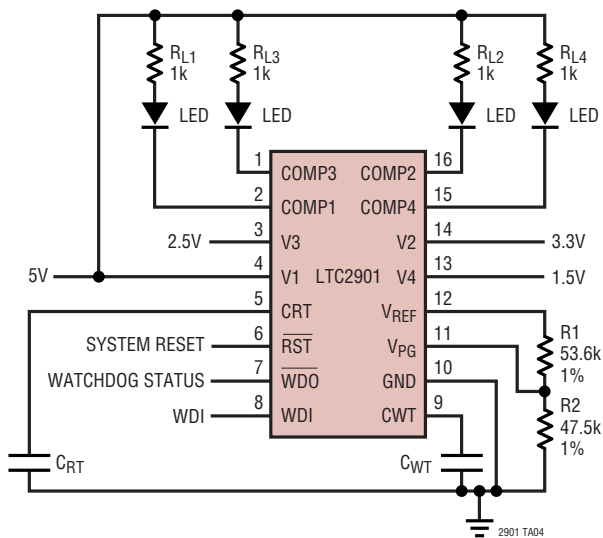 RL1
1k
RL3
1k
RL2
1k
RL4
1k
LED
LED
LED
LED
1
COMP3
COMP2
16
2
COMP1
COMP4
15
2.5V
3
V3
V2
14
3.3V
5V
4
V1
LTC2901
V4
13
1.5V
5
CRT
VREF
12
R1
53.6k
1%
SYSTEM RESET
6
RST
VPG
11
WATCHDOG STATUS
7
WDO
GND
10
R2
47.5k
1%
WDI
8
WDI
CWT
9
CRT
CWT
2901 TA04